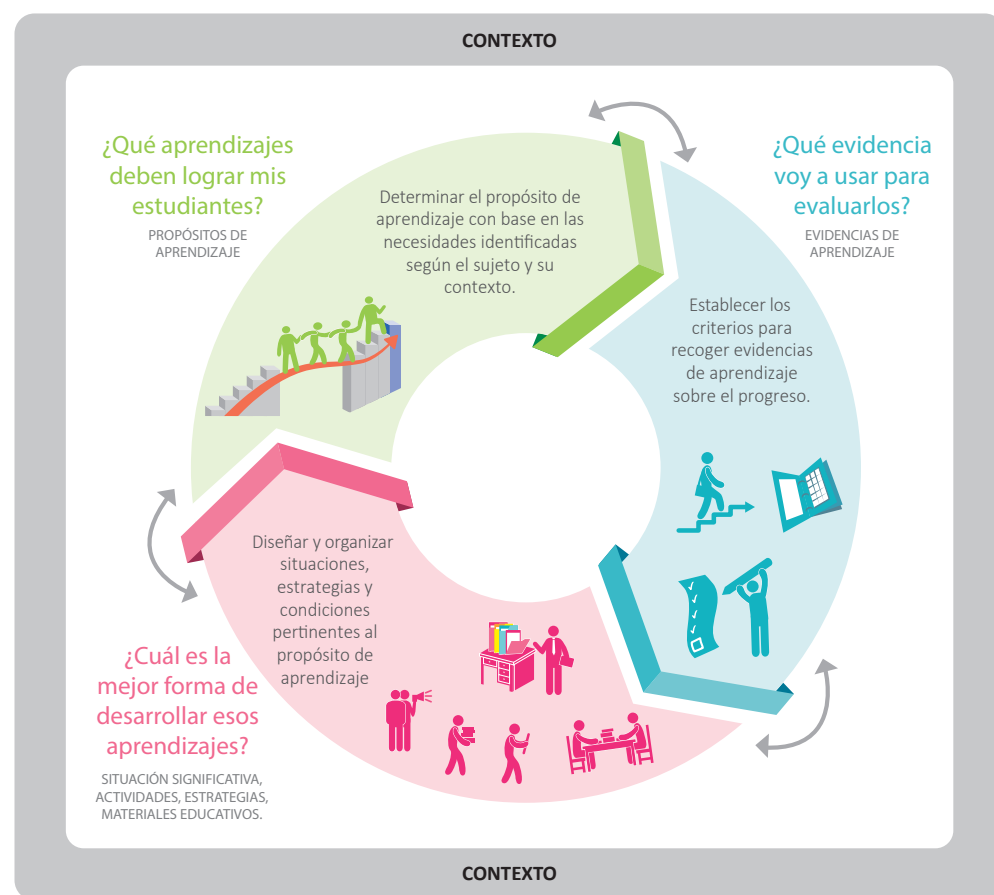 CONTEXTO
¿Qué aprendizajes
deben lograr mis
estudiantes?
PROPÓSITOS DE
APRENDIZAJE
Determinar el propósito de
aprendizaje con base en las
necesidades identificadas
según el sujeto y su
contexto.
¿Qué evidencia
voy a usar para
evaluarlos?
EVIDENCIAS DE
APRENDIZAJE
Establecer los
criterios para
recoger evidencias
de aprendizaje
sobre el progreso.
Diseñar y organizar
situaciones,
estrategias y
condiciones
pertinentes al
propósito de
aprendizaje
¿Cuál es la
mejor forma de
desarrollar esos
aprendizajes?
SITUACIÓN SIGNIFICATIVA,
ACTIVIDADES, ESTRATEGIAS,
MATERIALES EDUCATIVOS.
CONTEXTO